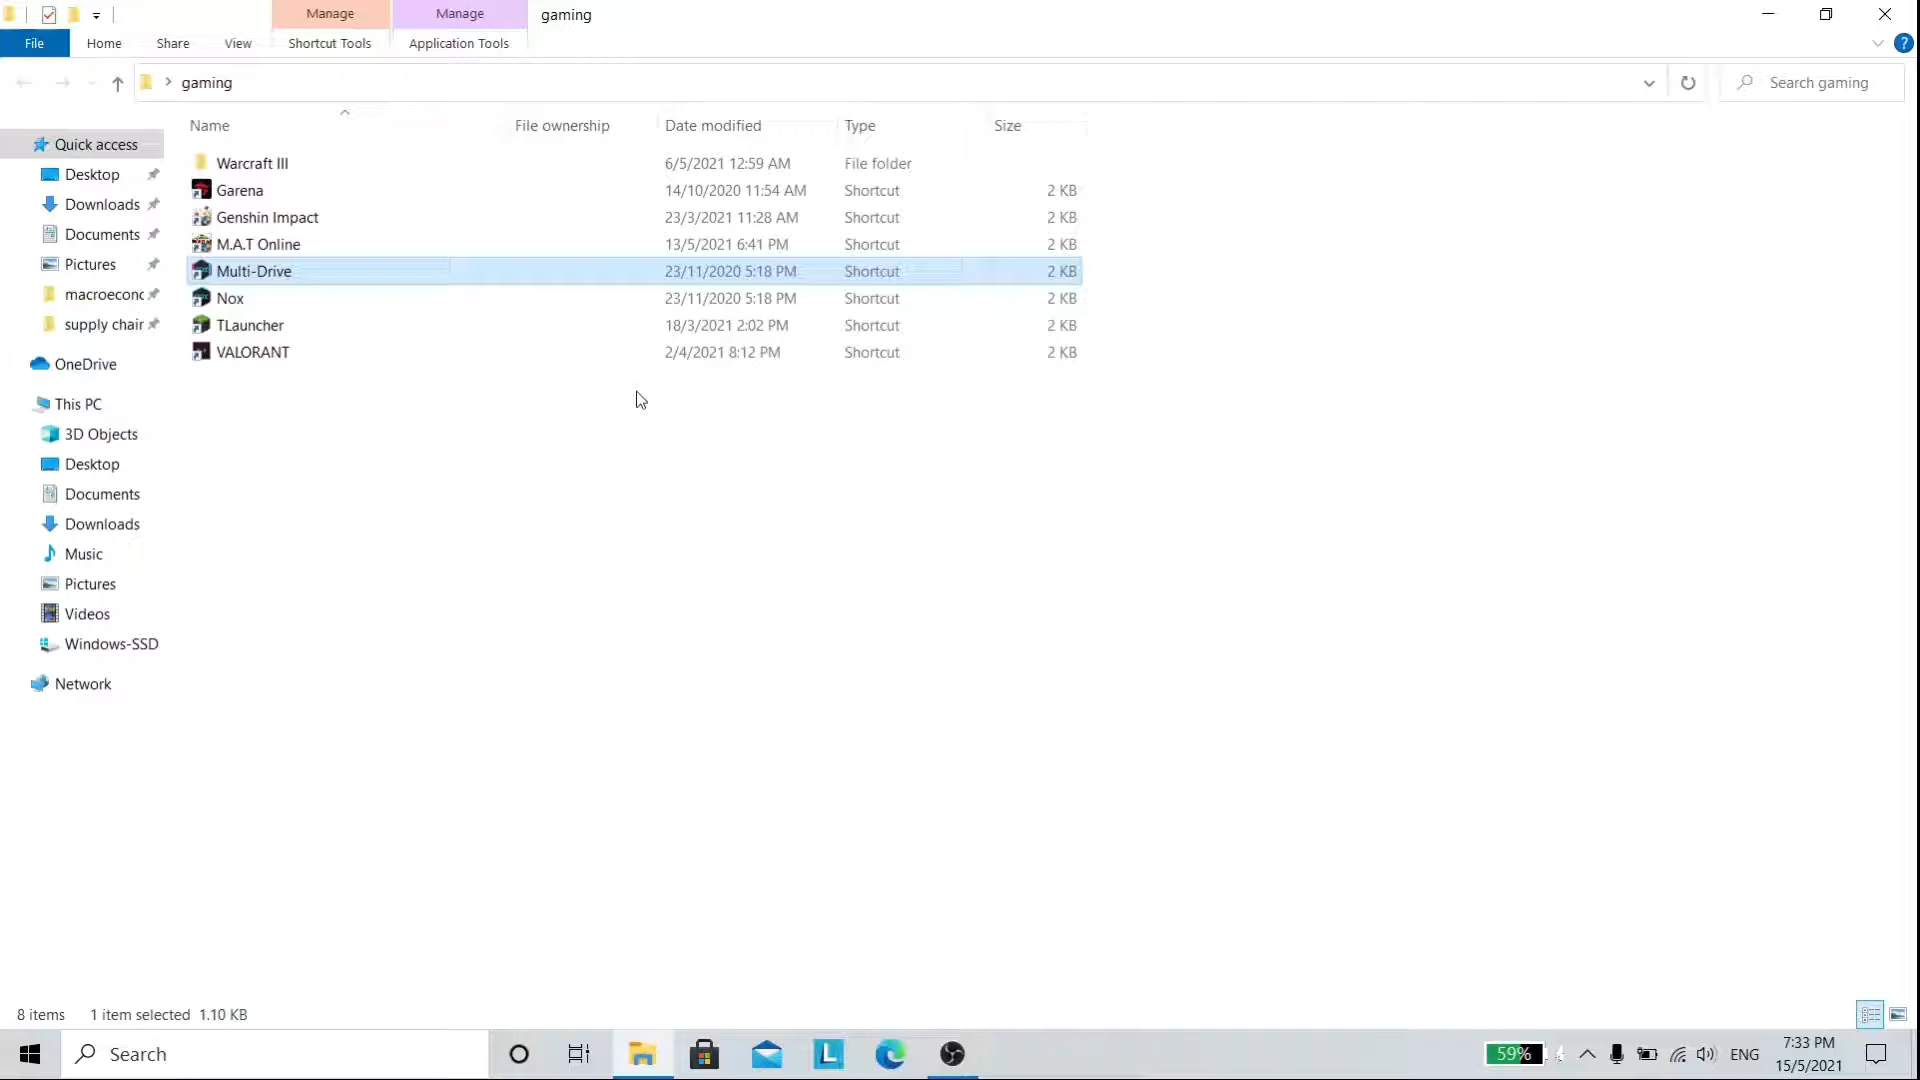 Manage Manage gaming
File Home Share View Shortcut Tools Application Tools
gaming Search gaming
Name File ownership Date modified Type Size
Quick access
Desktop
Downloads
Documents
Pictures
macroeconc
supply chair
OneDrive
This PC
3D Objects
Desktop
Documents
Downloads
Music
Pictures
Videos
Windows-SSD
Network
Warcraft III 6/5/2021 12:59 AM File folder
Garena 14/10/2020 11:54 AM Shortcut 2 KB
Genshin Impact 23/3/2021 11:28 AM Shortcut 2 KB
M.A.T Online 13/5/2021 6:41 PM Shortcut 2 KB
Multi-Drive 23/11/2020 5:18 PM Shortcut 2 KB
Nox 23/11/2020 5:18 PM Shortcut 2 KB
TLauncher 18/3/2021 2:02 PM Shortcut 2 KB
VALORANT 2/4/2021 8:12 PM Shortcut 2 KB
8 items 1 item selected 1.10 KB
Search L 59% ENG 7:33 PM
15/5/2021